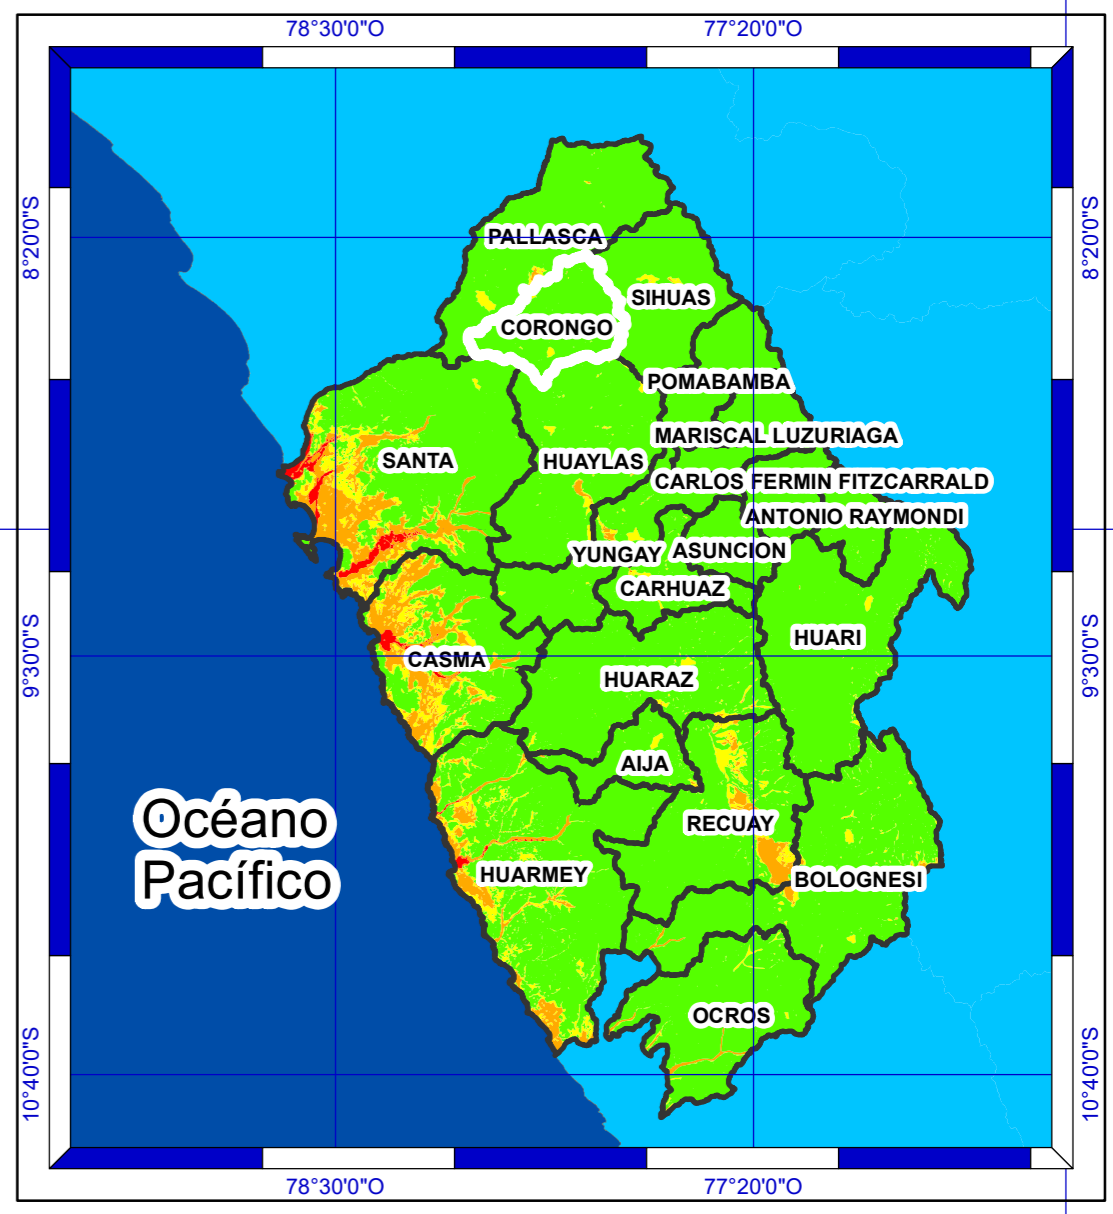 78°30'0"O
77°20'0"O
8°20'0"S
8°20'0"S
PALLASCA
SIHUAS
CORONGO
POMABAMBA
MARISCAL LUZURIAGA
SANTA
HUAYLAS
CARLOS FERMIN FITZCARRALD
ANTONIO RAYMONDI
YUNGAY
ASUNCION
CARHUAZ
HUARI
9°30'0"S
9°30'0"S
CASMA
HUARAZ
AIJA
Océano
Pacífico
RECUAY
HUARMEY
BOLOGNESI
OCROS
10°40'0"S
10°40'0"S
78°30'0"O
77°20'0"O